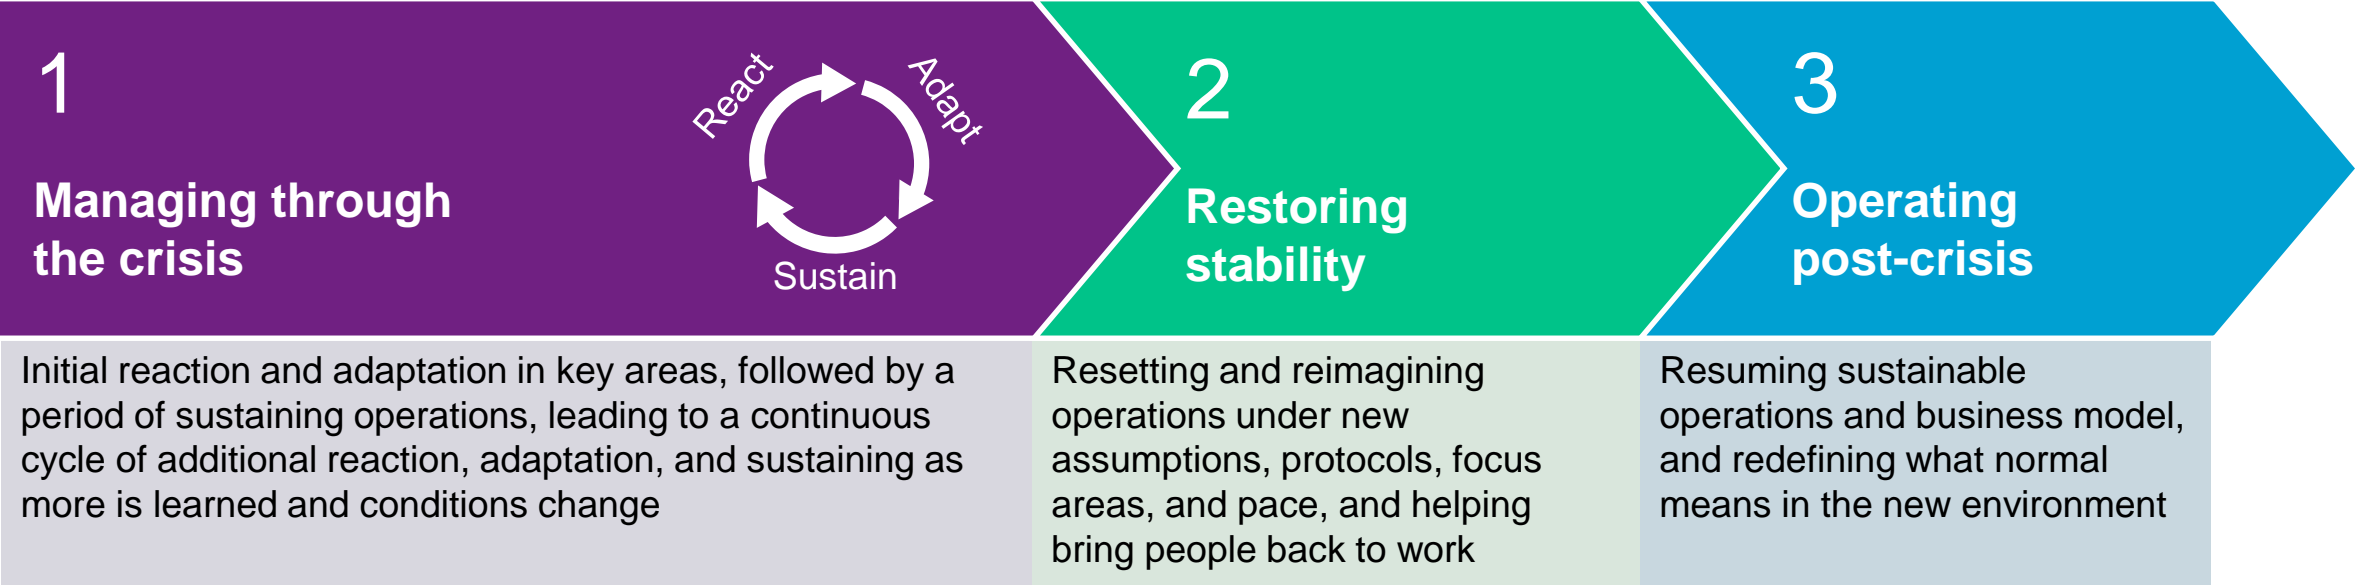 1
Managing through
the crisis
React
Adapt
Sustain
Initial reaction and adaptation in key areas, followed by a
period of sustaining operations, leading to a continuous
cycle of additional reaction, adaptation, and sustaining as
more is learned and conditions change
2
Restoring
stability
Resetting and reimagining
operations under new
assumptions, protocols, focus
areas, and pace, and helping
bring people back to work
3
Operating
post-crisis
Resuming sustainable
operations and business model,
and redefining what normal
means in the new environment